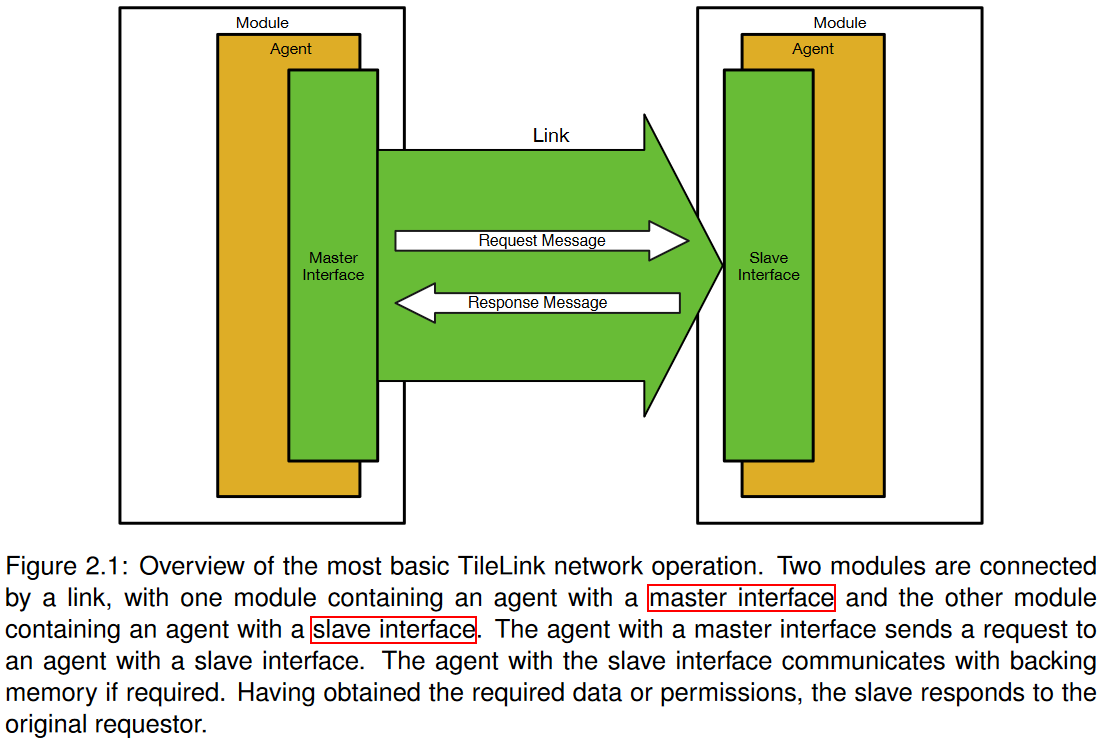 Module
Module
Agent
Agent
Link
Request Message
Master
Interface
Slave
Interface
Response Message
Figure 2.1: Overview of the most basic TileLink network operation. Two modules are connected
by a link, with one module containing an agent with a master interface and the other module
containing an agent with a slave interface. The agent with a master interface sends a request to
an agent with a slave interface. The agent with the slave interface communicates with backing
memory if required. Having obtained the required data or permissions, the slave responds to the
original requestor.